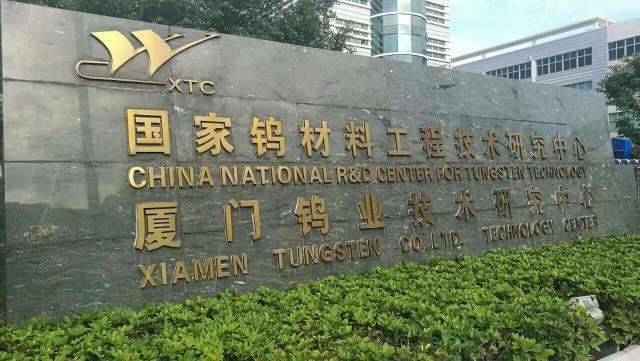 XTC
国家钨材料工程技术研究中心
CHINA NATIONAL R&D CENTER FOR TUNGSTEN TECHNOLOGY
厦门钨业技术研究中心
XIAMEN TUNGSTEN CO.LTD. TECHNOLOGY CENTER